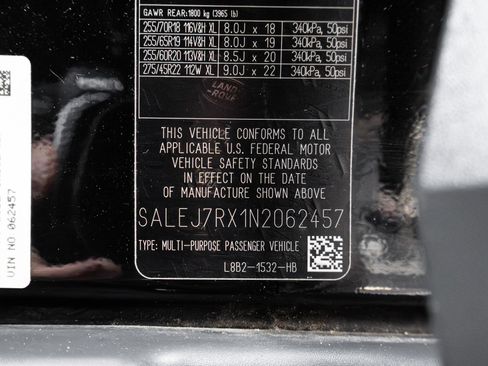 GAWR REAR: 1800 kg (3965 lb)
255/70R18 116V&H XL 8.0J x 18 340kPa, 50psi
255/65R19 114V&H XL 8.0J x 19 340kPa, 50psi
255/60R20 113V&H XL 8.5J x 20 340kPa, 50psi
275/45R22 112W XL 9.0J x 22 340kPa, 50psi
LAND-
-ROVER
THIS VEHICLE CONFORMS TO ALL
APPLICABLE U.S. FEDERAL MOTOR
VEHICLE SAFETY STANDARDS
IN EFFECT ON THE DATE
OF MANUFACTURE SHOWN ABOVE
SALEJ7RX1N2062457
TYPE: MULTI-PURPOSE PASSENGER VEHICLE
L8B2-1532-HB
VIN NO 062457